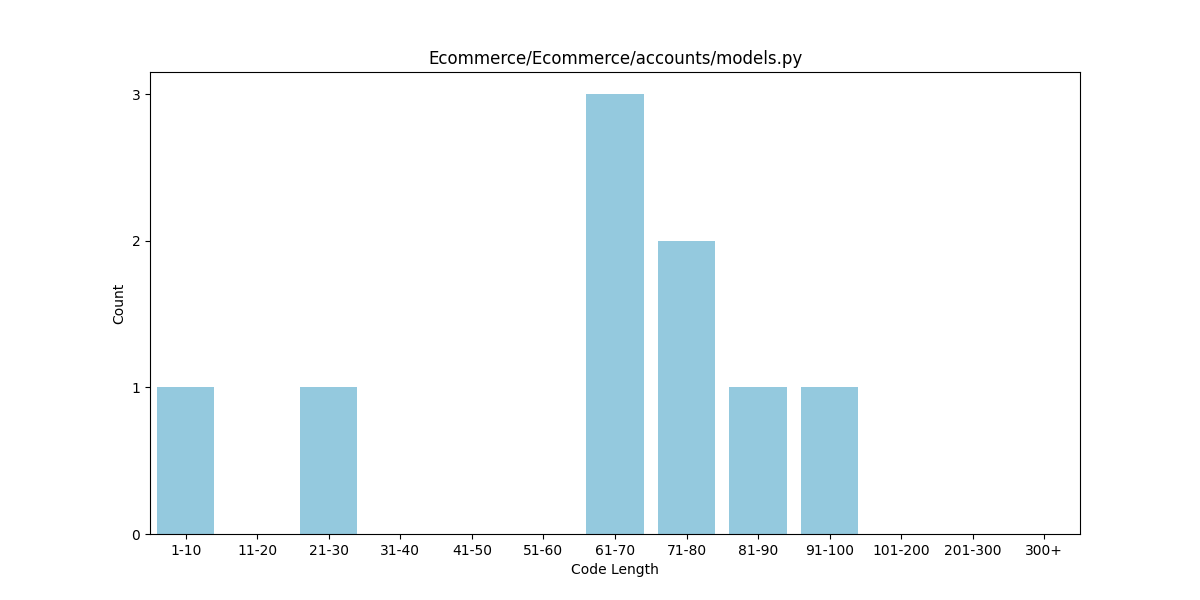 Ecommerce/Ecommerce/accounts/models.py
Count
3
2
1
0
1-10 11-20 21-30 31-40 41-50 51-60 61-70 71-80 81-90 91-100 101-200 201-300 300+
Code Length